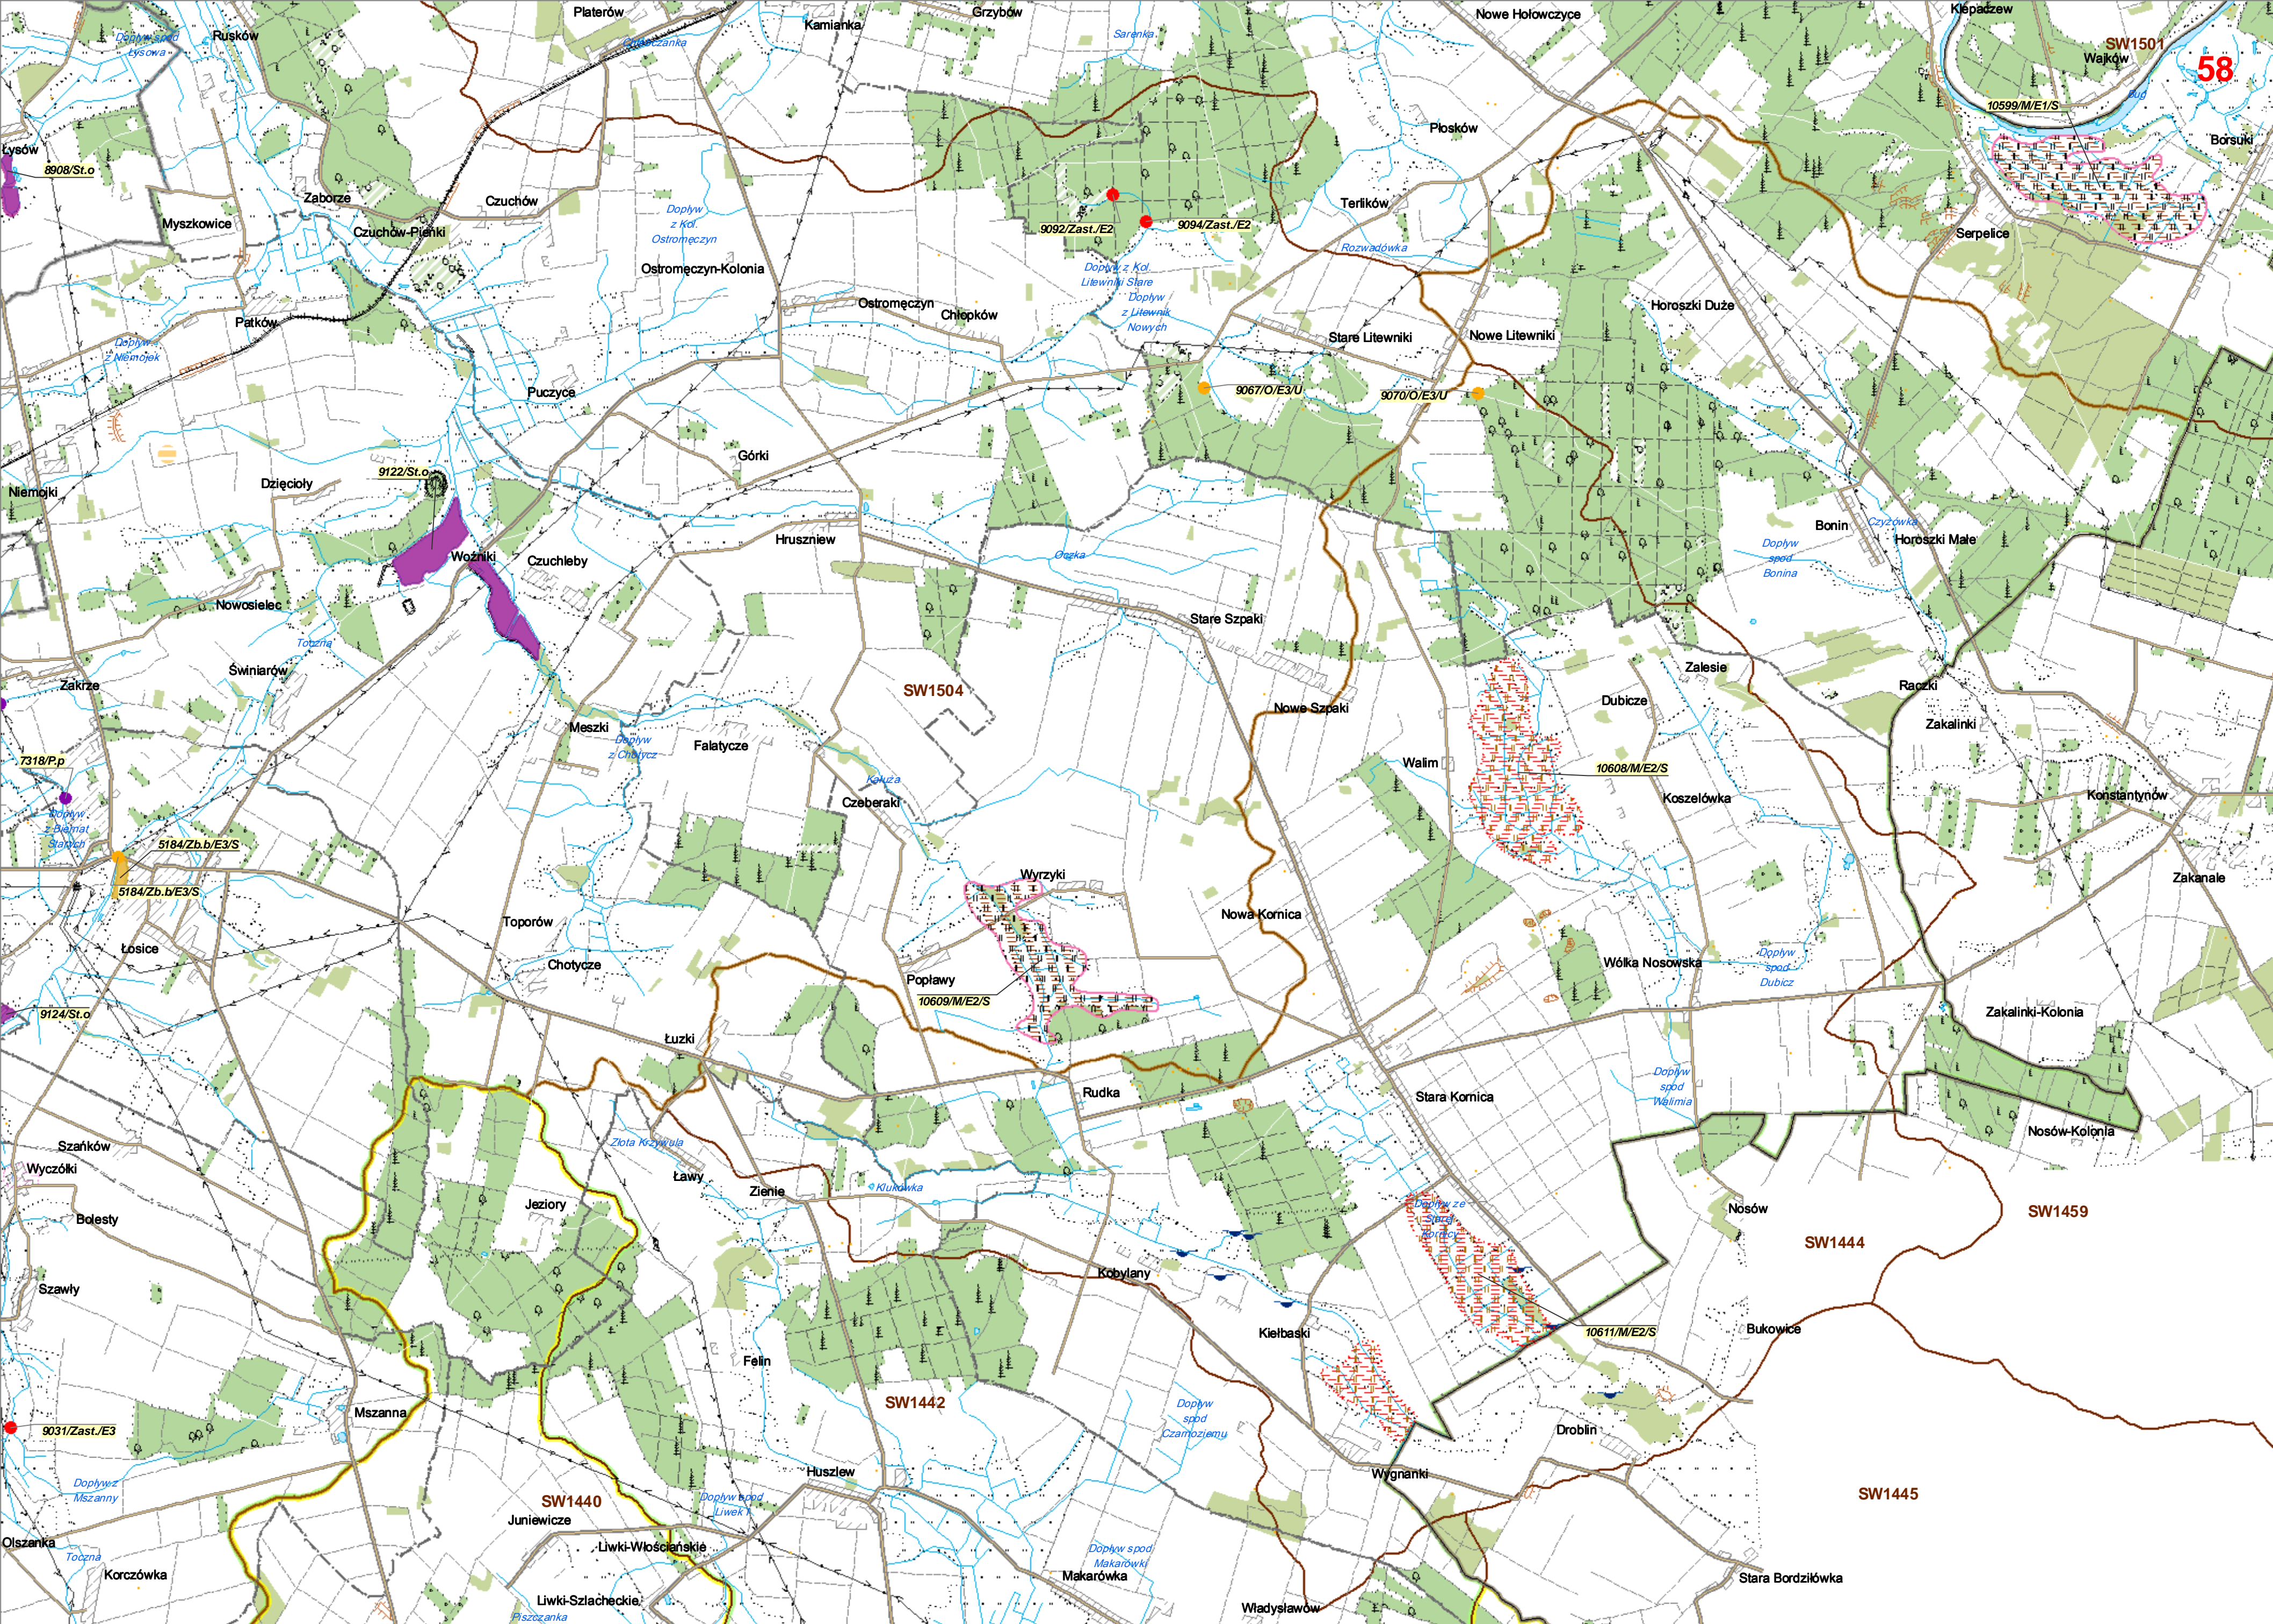 Platerów
Kamianka
Grzybów
Nowe Hołowczyce
Klepaczew
Rusków
Dopływ spod
Łysowa
Sarenka
SW1501
Wajków
58
Bug
10599/M/E1/S
Borsuki
Łysów
8908/St.o
Płosków
Zaborze
Czuchów
Terlików
Myszkowice
Czuchów-Pieńki
Dopływ
z Kol.
Ostromęczyn
9092/Zast./E2
9094/Zast./E2
Serpelice
Rozwadówka
Ostromęczyn-Kolonia
Dopływ z Kol.
Litewniki Stare
Dopływ
z Litewnik
Nowych
Ostromęczyn
Chłopków
Horoszki Duże
Patków
Stare Litewniki
Nowe Litewniki
Dopływ
z Niemojek
Puczyce
9067/O/E3/U
9070/O/E3/U
Górki
9122/St.o
Dzięcioły
Niemojki
Bonin
Czyżówka
Horoszki Małe
Hruszniew
Dopływ
spod
Bonina
Woźniki
Czuchleby
Oczka
Nowosielec
Stare Szpaki
Toczna
Świniarów
Zalesie
Zakrze
SW1504
Raczki
Dubicze
Nowe Szpaki
Meszki
Zakalinki
Dopływ
z Chotycz
Falatycze
7318/P.p
Walim
10608/M/E2/S
Kałuża
Koszelówka
Konstantynów
Czeberaki
Dopływ
z Biernat
Starych
5184/Zb.b/E3/S
Wyrzyki
Zakanale
5184/Zb.b/E3/S
Nowa Kornica
Toporów
Łosice
Chotycze
Wólka Nosowska
Dopływ
spod
Dubicz
Popławy
10609/M/E2/S
9124/St.o
Zakalinki-Kolonia
Łuzki
Dopływ
spod
Walimia
Rudka
Stara Kornica
Nosów-Kolonia
Szańków
Złota Krzywula
Wyczółki
Ławy
Zienie
Klukówka
Jeziory
Dopływ ze
Starej
Kornicy
Nosów
SW1459
Bolesty
SW1444
Kobylany
Szawły
Kiełbaski
10611/M/E2/S
Bukowice
Felin
SW1442
Dopływ
spod
Czarnoziemu
Mszanna
9031/Zast./E3
Droblin
Huszlew
Wygnanki
Dopływ z
Mszanny
SW1440
Dopływ spod
Liwek I
SW1445
Juniewicze
Olszanka
Liwki-Włościańskie
Toczna
Dopływ spod
Makarówki
Korczówka
Makarówka
Stara Bordziłówka
Liwki-Szlacheckie
Piszczanka
Władysławów